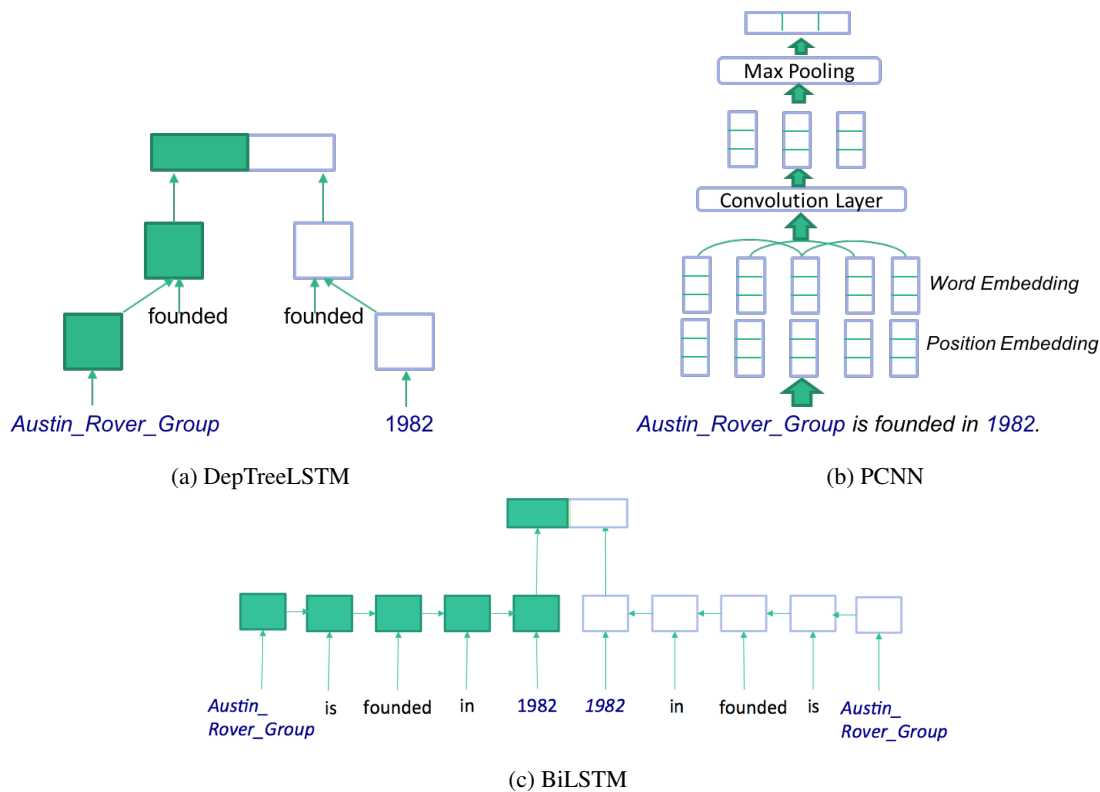 founded founded
Austin_Rover_Group 1982
(a) DepTreeLSTM
Max Pooling
Convolution Layer
Word Embedding
Position Embedding
Austin_Rover_Group is founded in 1982.
(b) PCNN
Austin_
Rover_Group
is founded in 1982 1982 in founded is
Austin_
Rover_Group
(c) BiLSTM